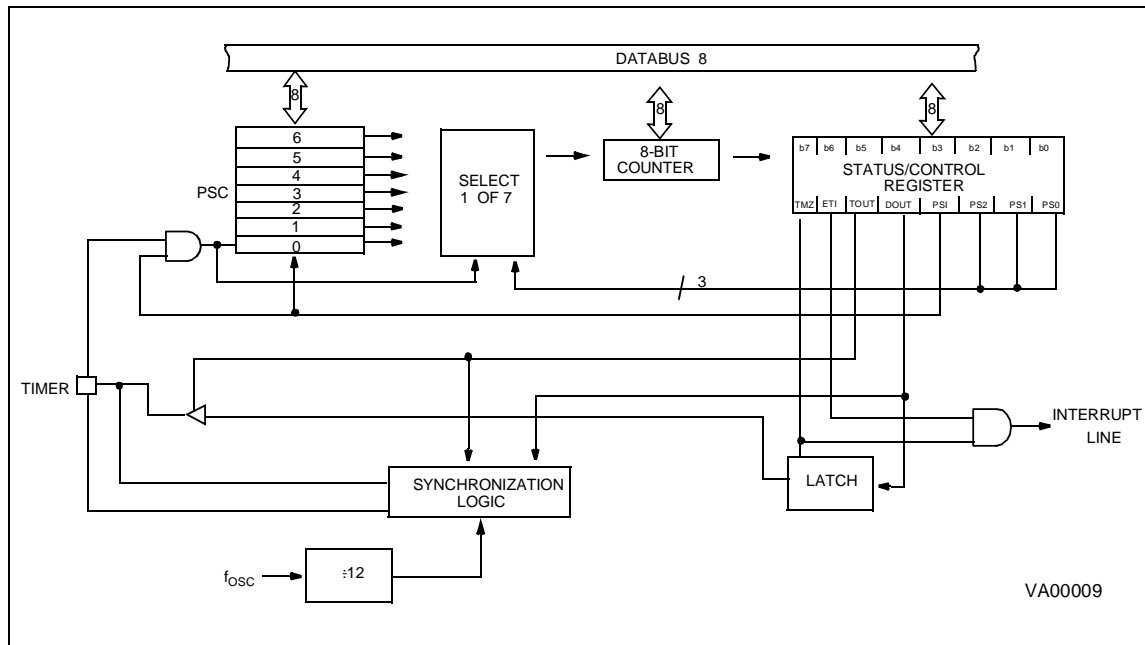 DATABUS 8
8
8
8
6
5
4
3
2
1
0
PSC
SELECT
1 OF 7
8-BIT
COUNTER
b7 b6 b5 b4 b3 b2 b1 b0
STATUS/CONTROL
REGISTER
TMZ ETI TOUT DOUT PSI PS2 PS1 PS0
3
TIMER
INTERRUPT
LINE
SYNCHRONIZATION
LOGIC
LATCH
fOSC
÷12
VA00009